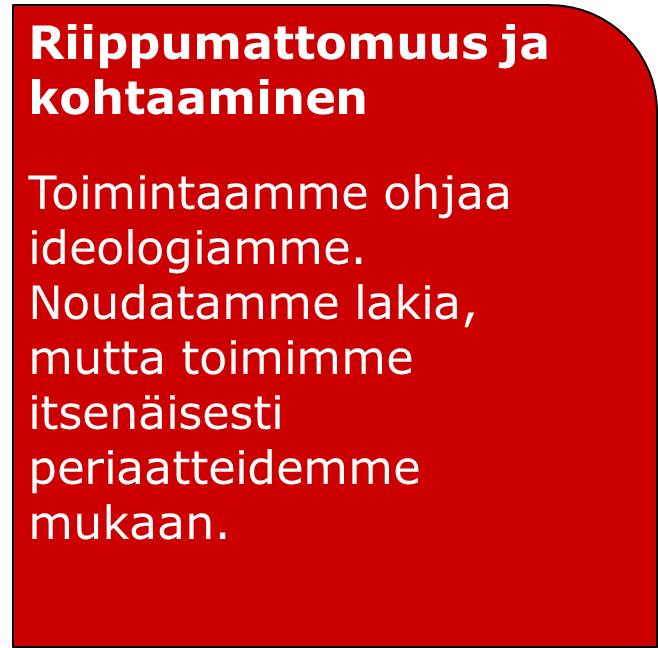 Riippumattomuus ja
kohtaaminen
Toimintaamme ohjaa
ideologiamme.
Noudatamme lakia,
mutta toimimme
itsenäisesti
periaatteidemme
mukaan.